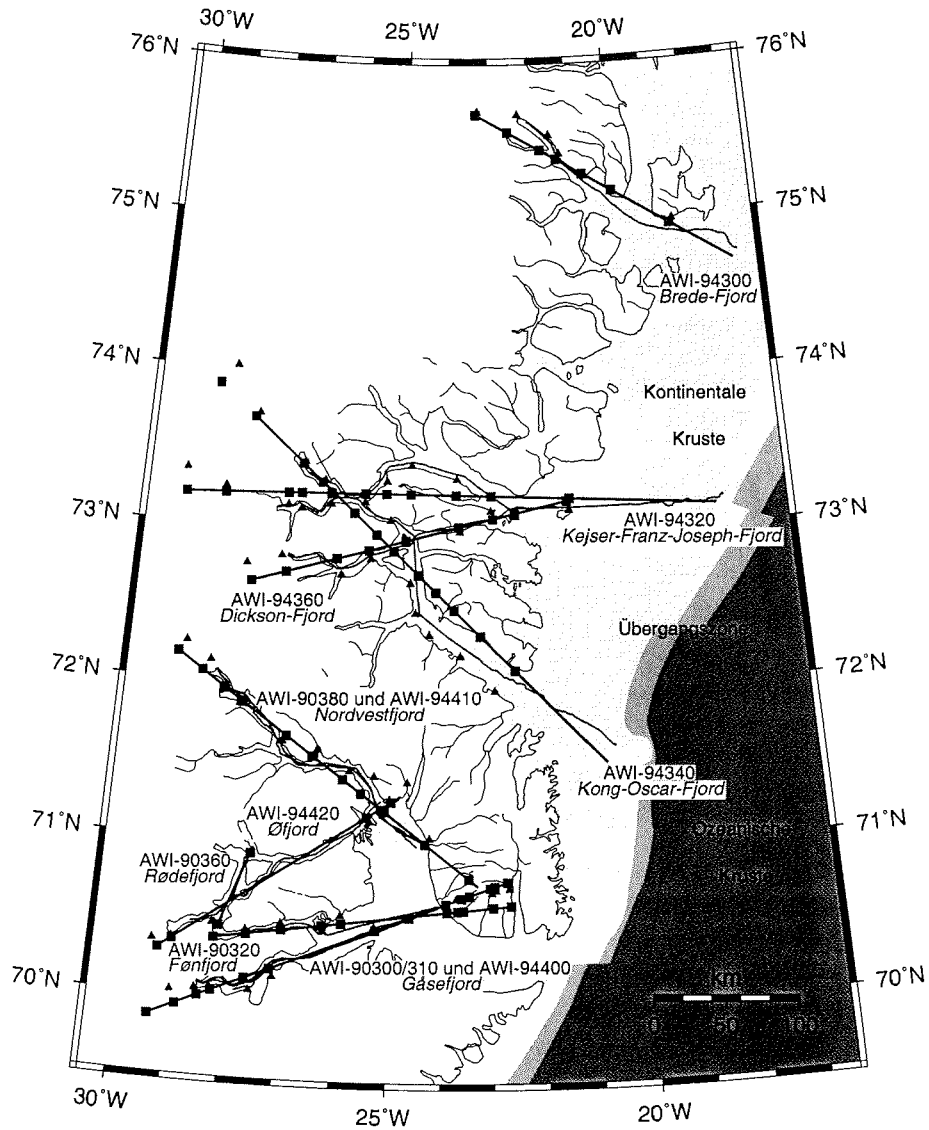 30°W
25°W
20°W
76°N
76°N
75°N
75°N
AWI-94300
Brede-Fjord
74°N
74°N
Kontinentale
Kruste
73°N
73°N
AWI-94320
Kejser-Franz-Joseph-Fjord
AWI-94360
Dickson-Fjord
Übergangszone
72°N
72°N
AWI-90380 und AWI-94410
Nordvestfjord
AWI-94340
Kong-Oscar-Fjord
71°N
71°N
AWI-94420
Øfjord
Ozeanische
Kruste
AWI-90360
Rødefjord
AWI-90320
Fønfjord
AWI-90300/310 und AWI-94400
Gåsefjord
70°N
70°N
km
0 50 100
30°W
25°W
20°W